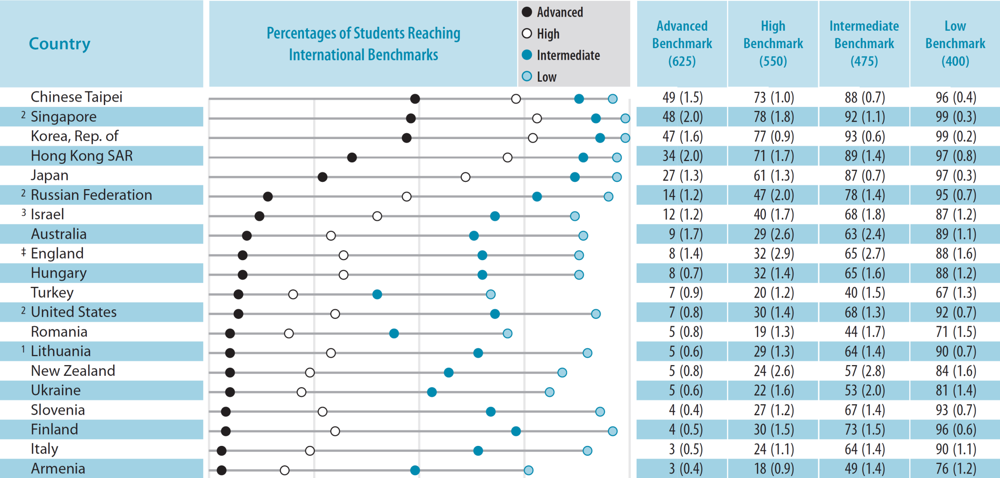 Country
Percentages of Students Reaching
International Benchmarks
Advanced
High
Intermediate
Low
Advanced
Benchmark
(625)
High
Benchmark
(550)
Intermediate
Benchmark
(475)
Low
Benchmark
(400)
Chinese Taipei 49 (1.5) 73 (1.0) 88 (0.7) 96 (0.4)
2 Singapore 48 (2.0) 78 (1.8) 92 (1.1) 99 (0.3)
Korea, Rep. of 47 (1.6) 77 (0.9) 93 (0.6) 99 (0.2)
Hong Kong SAR 34 (2.0) 71 (1.7) 89 (1.4) 97 (0.8)
Japan 27 (1.3) 61 (1.3) 87 (0.7) 97 (0.3)
2 Russian Federation 14 (1.2) 47 (2.0) 78 (1.4) 95 (0.7)
3 Israel 12 (1.2) 40 (1.7) 68 (1.8) 87 (1.2)
Australia 9 (1.7) 29 (2.6) 63 (2.4) 89 (1.1)
‡ England 8 (1.4) 32 (2.9) 65 (2.7) 88 (1.6)
Hungary 8 (0.7) 32 (1.4) 65 (1.6) 88 (1.2)
Turkey 7 (0.9) 20 (1.2) 40 (1.5) 67 (1.3)
2 United States 7 (0.8) 30 (1.4) 68 (1.3) 92 (0.7)
Romania 5 (0.8) 19 (1.3) 44 (1.7) 71 (1.5)
1 Lithuania 5 (0.6) 29 (1.3) 64 (1.4) 90 (0.7)
New Zealand 5 (0.8) 24 (2.6) 57 (2.8) 84 (1.6)
Ukraine 5 (0.6) 22 (1.6) 53 (2.0) 81 (1.4)
Slovenia 4 (0.4) 27 (1.2) 67 (1.4) 93 (0.7)
Finland 4 (0.5) 30 (1.5) 73 (1.5) 96 (0.6)
Italy 3 (0.5) 24 (1.1) 64 (1.4) 90 (1.1)
Armenia 3 (0.4) 18 (0.9) 49 (1.4) 76 (1.2)